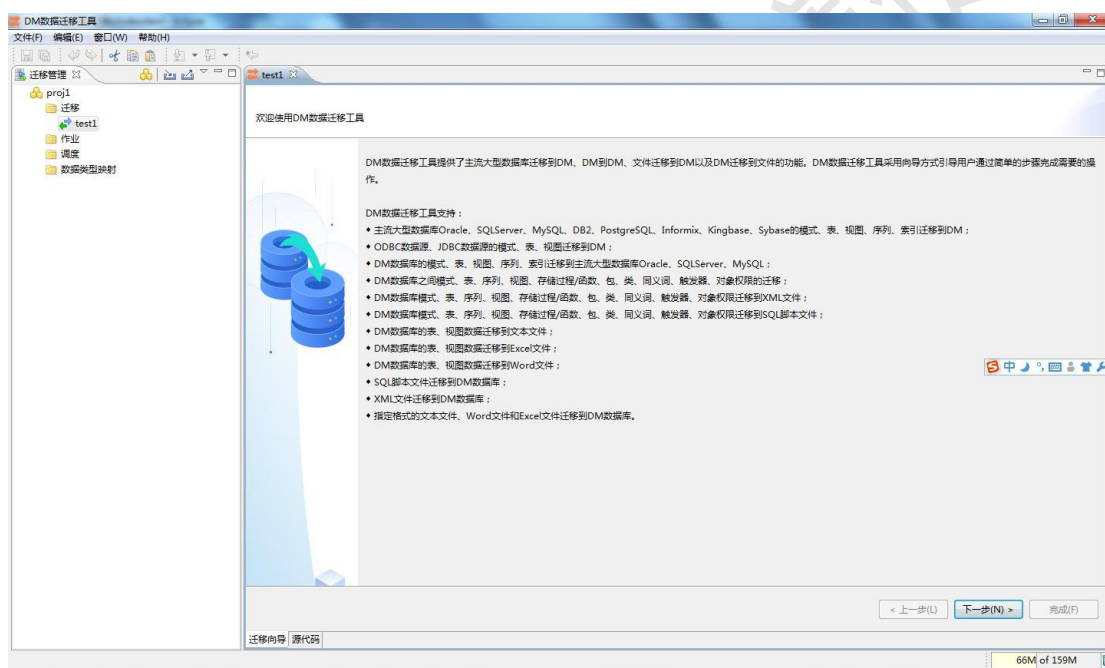 DM数据迁移工具
文件(F) 编辑(E) 窗口(W) 帮助(H)
迁移管理
test1
proj1
迁移
test1
作业
调度
数据类型映射
欢迎使用DM数据迁移工具
DM数据迁移工具提供了主流大型数据库迁移到DM、DM到DM、文件迁移到DM以及DM迁移到文件的功能。DM数据迁移工具采用向导方式引导用户通过简单的步骤完成需要的操
作。
DM数据迁移工具支持：
◆ 主流大型数据库Oracle、SQLServer、MySQL、DB2、PostgreSQL、Informix、Kingbase、Sybase的模式、表、视图、序列、索引迁移到DM；
◆ ODBC数据源、JDBC数据源的模式、表、视图迁移到DM；
◆ DM数据库的模式、表、视图、序列、索引迁移到主流大型数据库Oracle、SQLServer、MySQL；
◆ DM数据库之间模式、表、序列、视图、存储过程/函数、包、类、同义词、触发器、对象权限的迁移；
◆ DM数据库模式、表、序列、视图、存储过程/函数、包、类、同义词、触发器、对象权限迁移到XML文件；
◆ DM数据库模式、表、序列、视图、存储过程/函数、包、类、同义词、触发器、对象权限迁移到SQL脚本文件；
◆ DM数据库的表、视图数据迁移到文本文件；
◆ DM数据库的表、视图数据迁移到Excel文件；
◆ DM数据库的表、视图数据迁移到Word文件；
◆ SQL脚本文件迁移到DM数据库；
◆ XML文件迁移到DM数据库；
◆ 指定格式的文本文件、Word文件和Excel文件迁移到DM数据库。
中
< 上一步(L) 下一步(N) > 完成(F)
迁移向导 源代码
66M of 159M